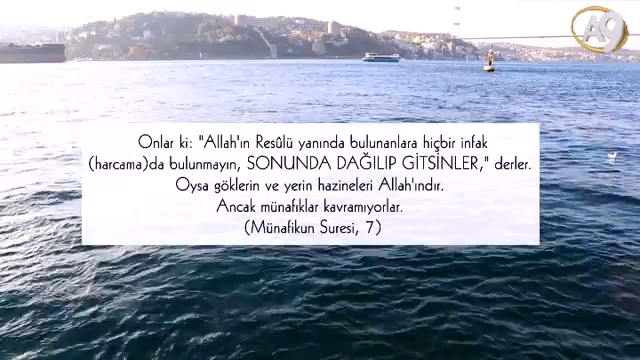 A9
Onlar ki: "Allah'ın Resûlü yanında bulunanlara hiçbir infak
(harcama)da bulunmayın, SONUNDA DAĞILIP GİTSİNLER," derler.
Oysa göklerin ve yerin hazineleri Allah'ındır.
Ancak münafıklar kavramıyorlar.
(Münafikun Suresi, 7)